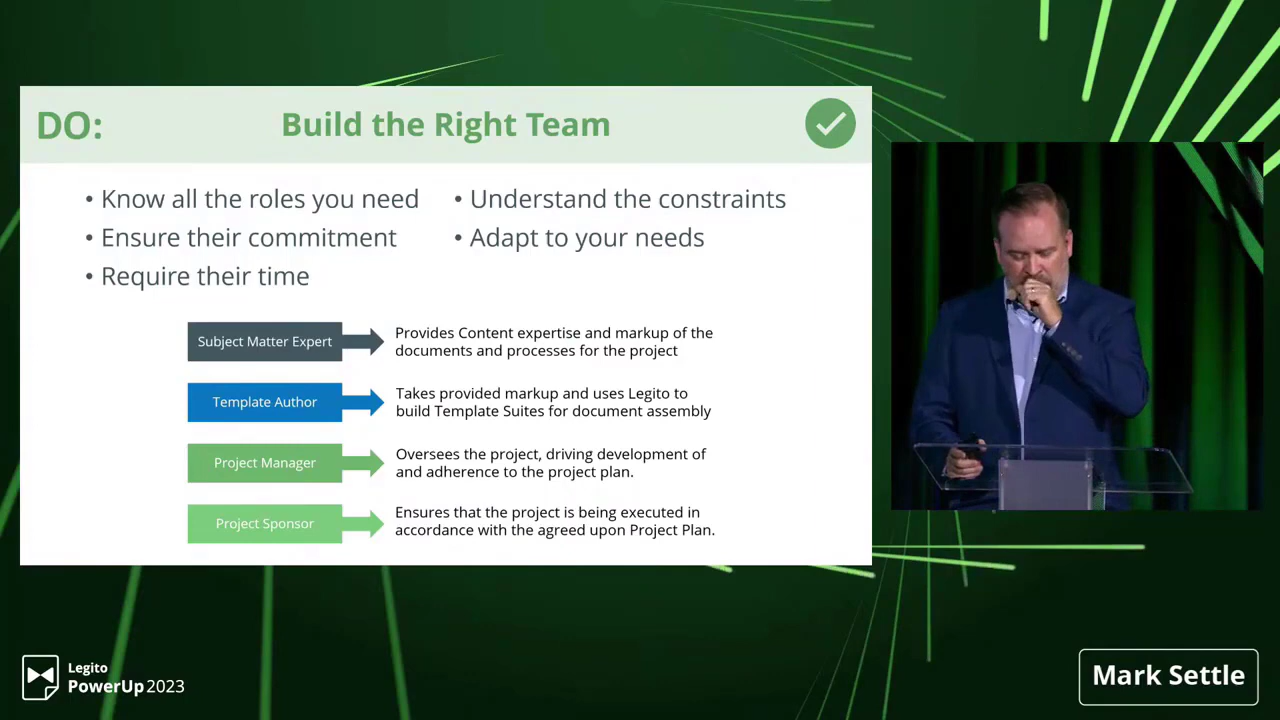 DO:
Build the Right Team
• Know all the roles you need
• Ensure their commitment
• Require their time
• Understand the constraints
• Adapt to your needs
Subject Matter Expert
Provides Content expertise and markup of the
documents and processes for the project
Template Author
Takes provided markup and uses Legito to
build Template Suites for document assembly
Project Manager
Oversees the project, driving development of
and adherence to the project plan.
Project Sponsor
Ensures that the project is being executed in
accordance with the agreed upon Project Plan.
Legito
PowerUp 2023
Mark Settle